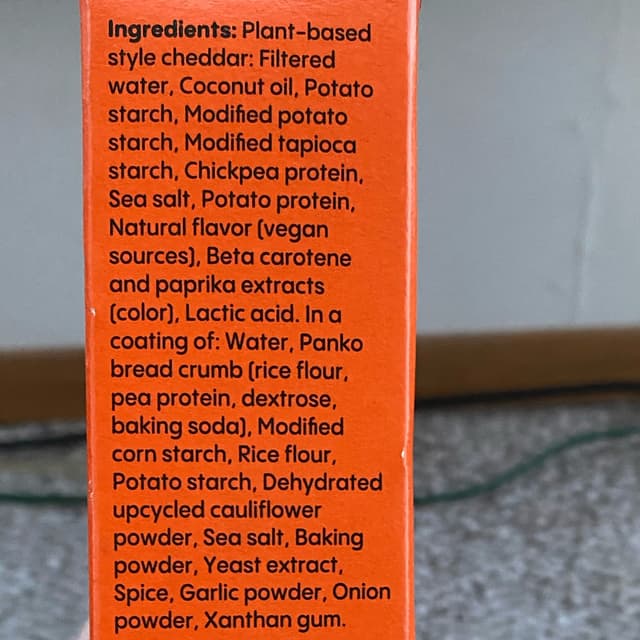 Ingredients: Plant-based
style cheddar: Filtered
water, Coconut oil, Potato
starch, Modified potato
starch, Modified tapioca
starch, Chickpea protein,
Sea salt, Potato protein,
Natural flavor (vegan
sources), Beta carotene
and paprika extracts
(color), Lactic acid. In a
coating of: Water, Panko
bread crumb (rice flour,
pea protein, dextrose,
baking soda), Modified
corn starch, Rice flour,
Potato starch, Dehydrated
upcycled cauliflower
powder, Sea salt, Baking
powder, Yeast extract,
Spice, Garlic powder, Onion
powder, Xanthan gum.